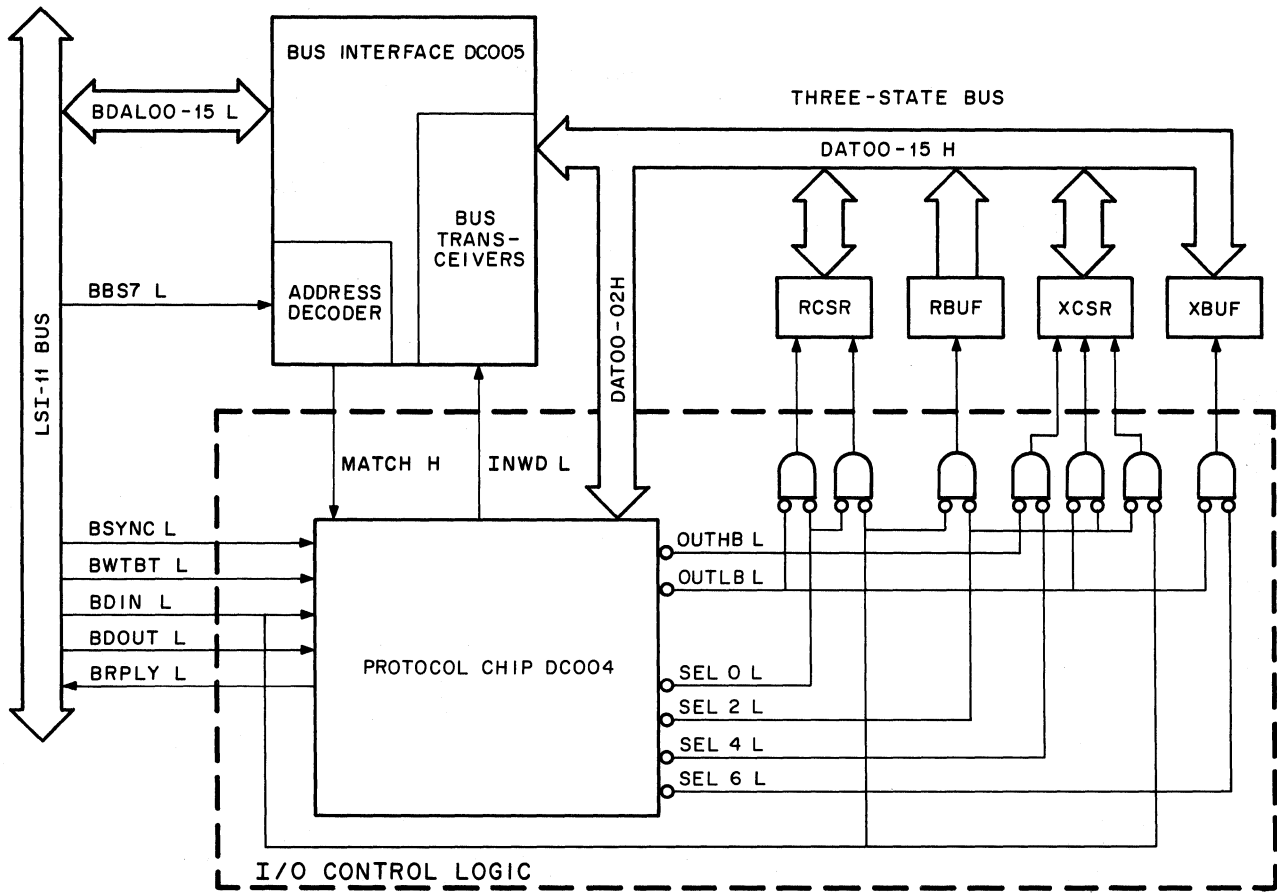 BUS INTERFACE DC005
BDAL00-15 L
THREE-STATE BUS
DAT00-15 H
BUS
TRANS-
CEIVERS
ADDRESS
DECODER
BBS7 L
RCSR
RBUF
XCSR
XBUF
LSI-11 BUS
DAT00-02H
MATCH H
INWD L
BSYNC L
BWTBT L
BDIN L
BDOUT L
BRPLY L
PROTOCOL CHIP DC004
OUTHB L
OUTLB L
SEL 0 L
SEL 2 L
SEL 4 L
SEL 6 L
I/O CONTROL LOGIC